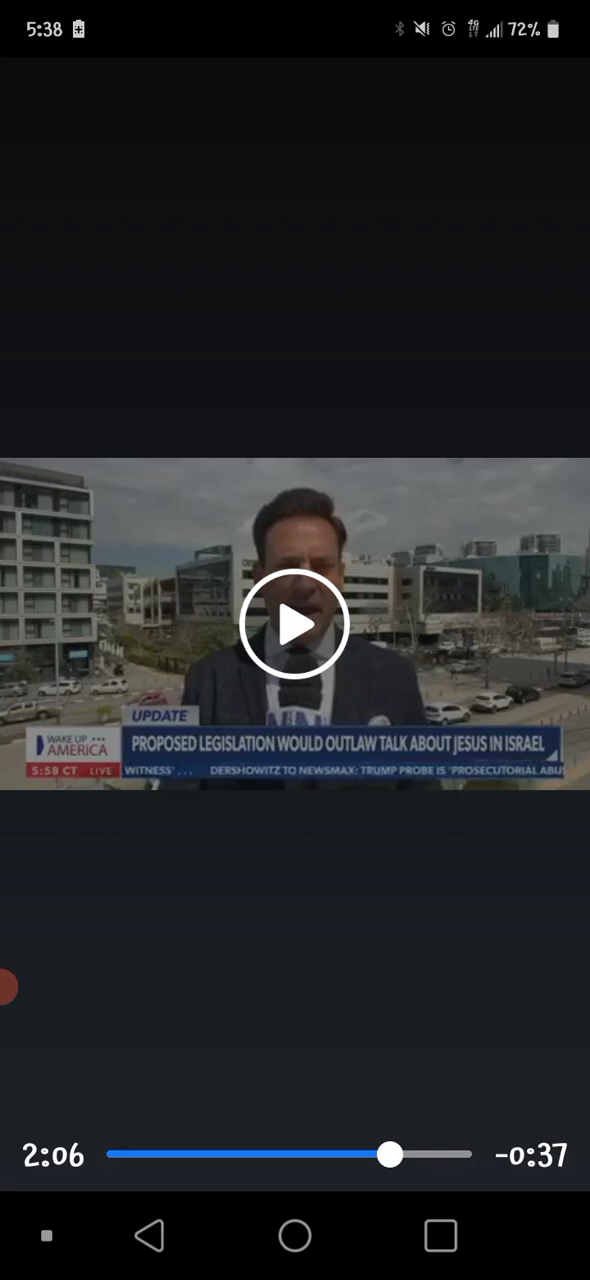 5:38
4G
72%
UPDATE
WAKE UP
AMERICA
PROPOSED LEGISLATION WOULD OUTLAW TALK ABOUT JESUS IN ISRAEL
5:58 CT LIVE
WITNESS" ... DERSHOWITZ TO NEWSMAX: TRUMP PROBE IS "PROSECUTORIAL ABU
2:06
-0:37